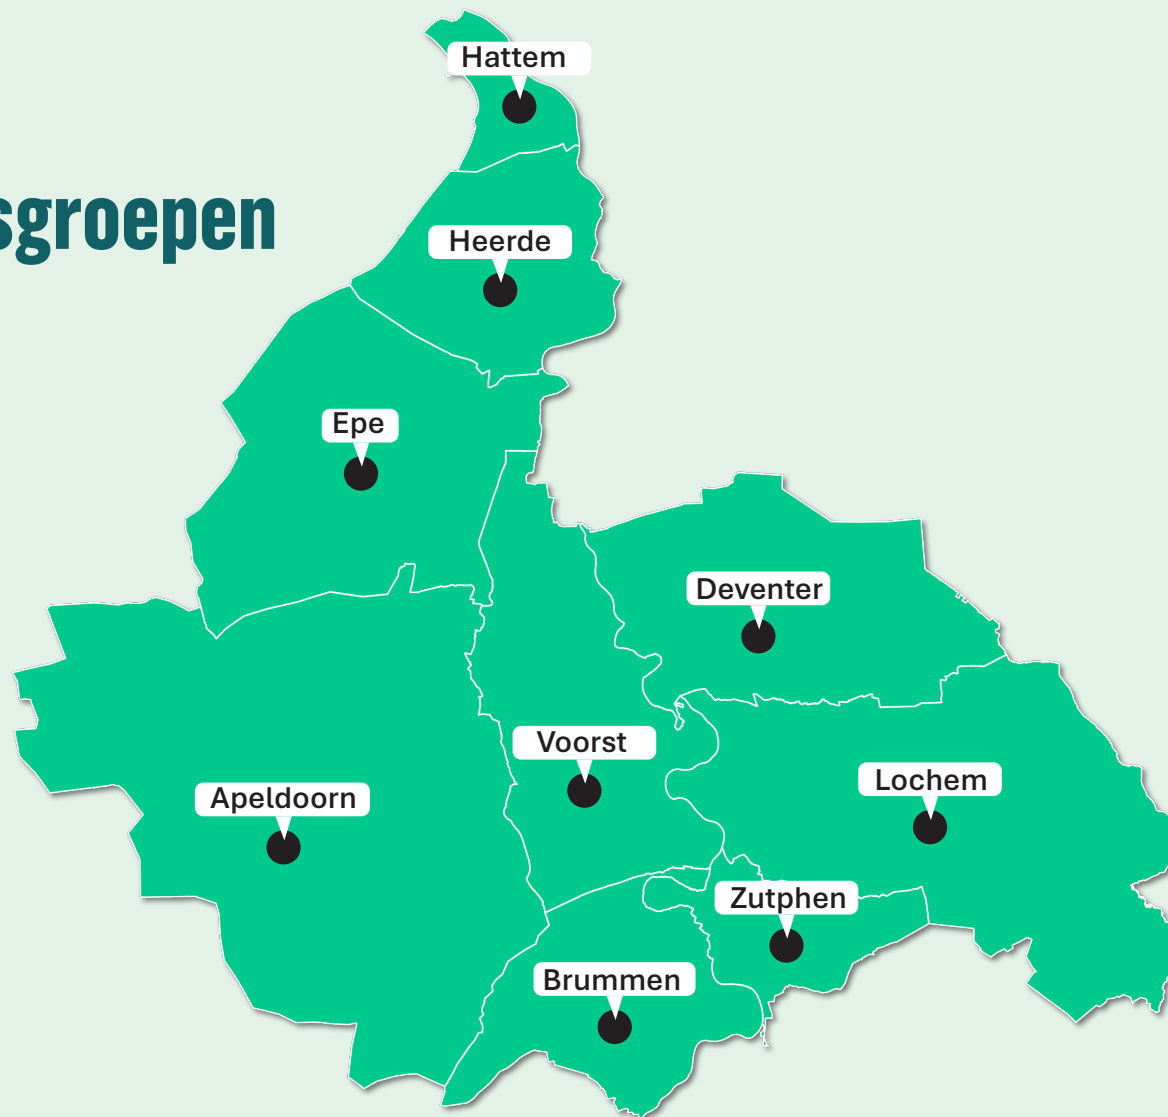 Hattem
sgroepen
Heerde
Epe
Deventer
Voorst
Lochem
Apeldoorn
Zutphen
Brummen